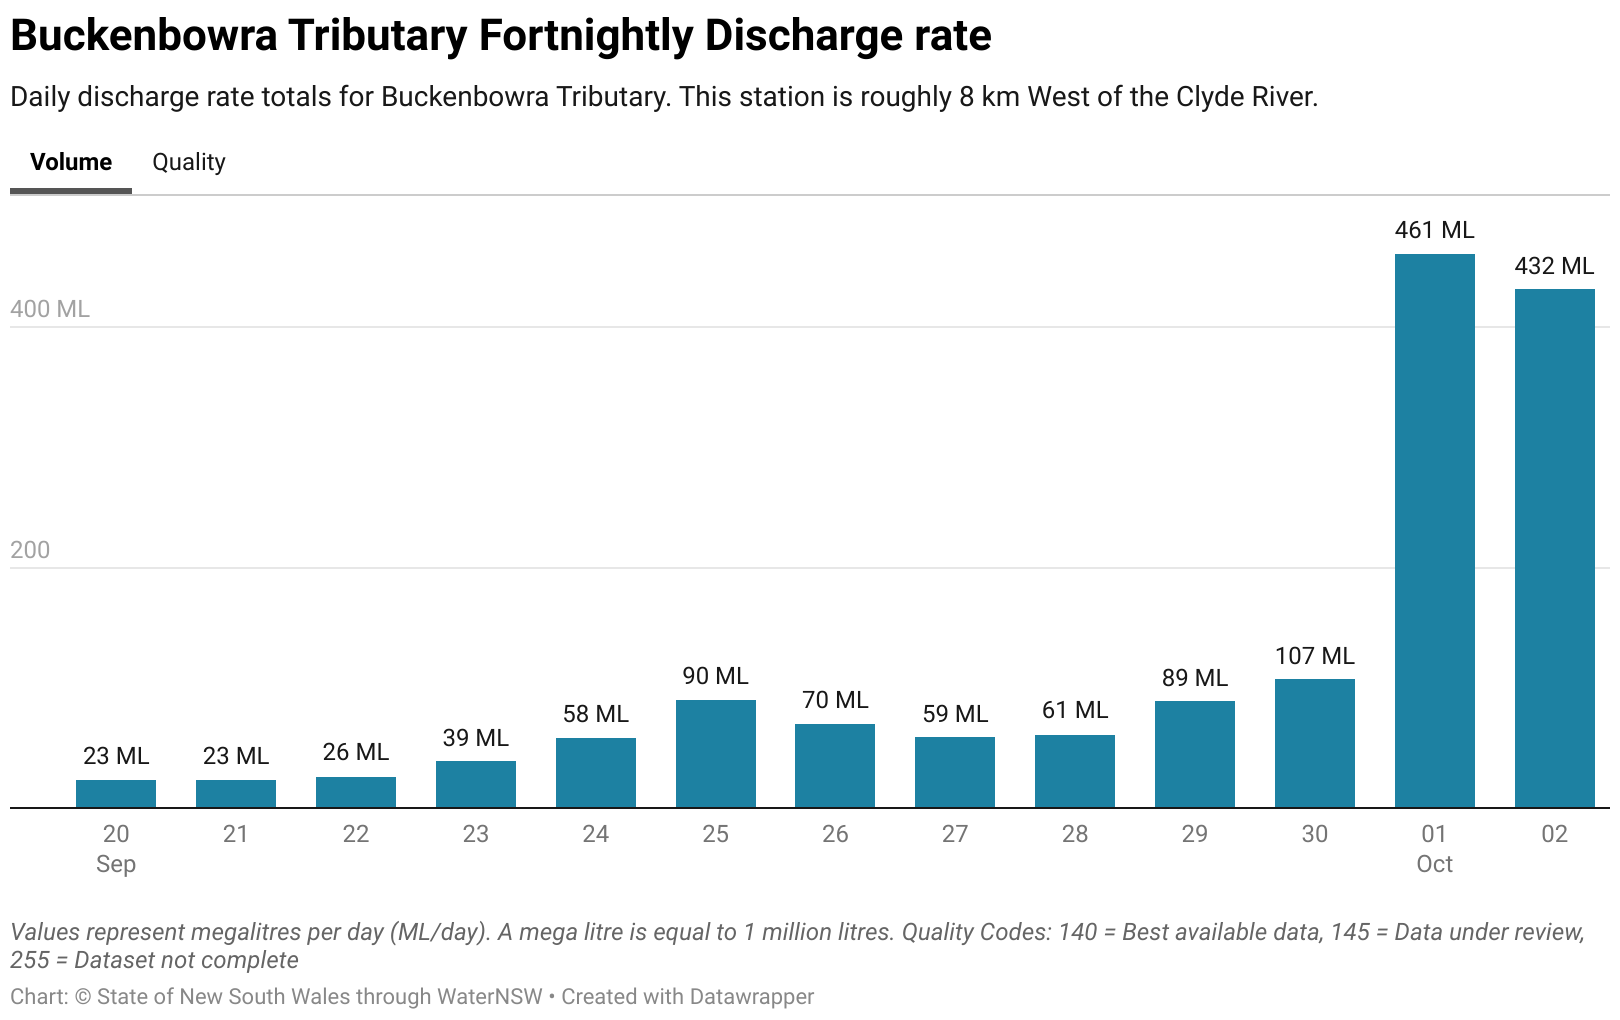 Buckenbowra Tributary Fortnightly Discharge rate
Daily discharge rate totals for Buckenbowra Tributary. This station is roughly 8 km West of the Clyde River.
Volume Quality
461 ML
432 ML
400 ML
200
107 ML
90 ML
89 ML
70 ML
58 ML
59 ML
61 ML
39 ML
23 ML
23 ML
26 ML
20 21 22 23 24 25 26 27 28 29 30 01 02
Sep Oct
Values represent megalitres per day (ML/day). A mega litre is equal to 1 million litres. Quality Codes: 140 = Best available data, 145 = Data under review,
255 = Dataset not complete
Chart: © State of New South Wales through WaterNSW • Created with Datawrapper